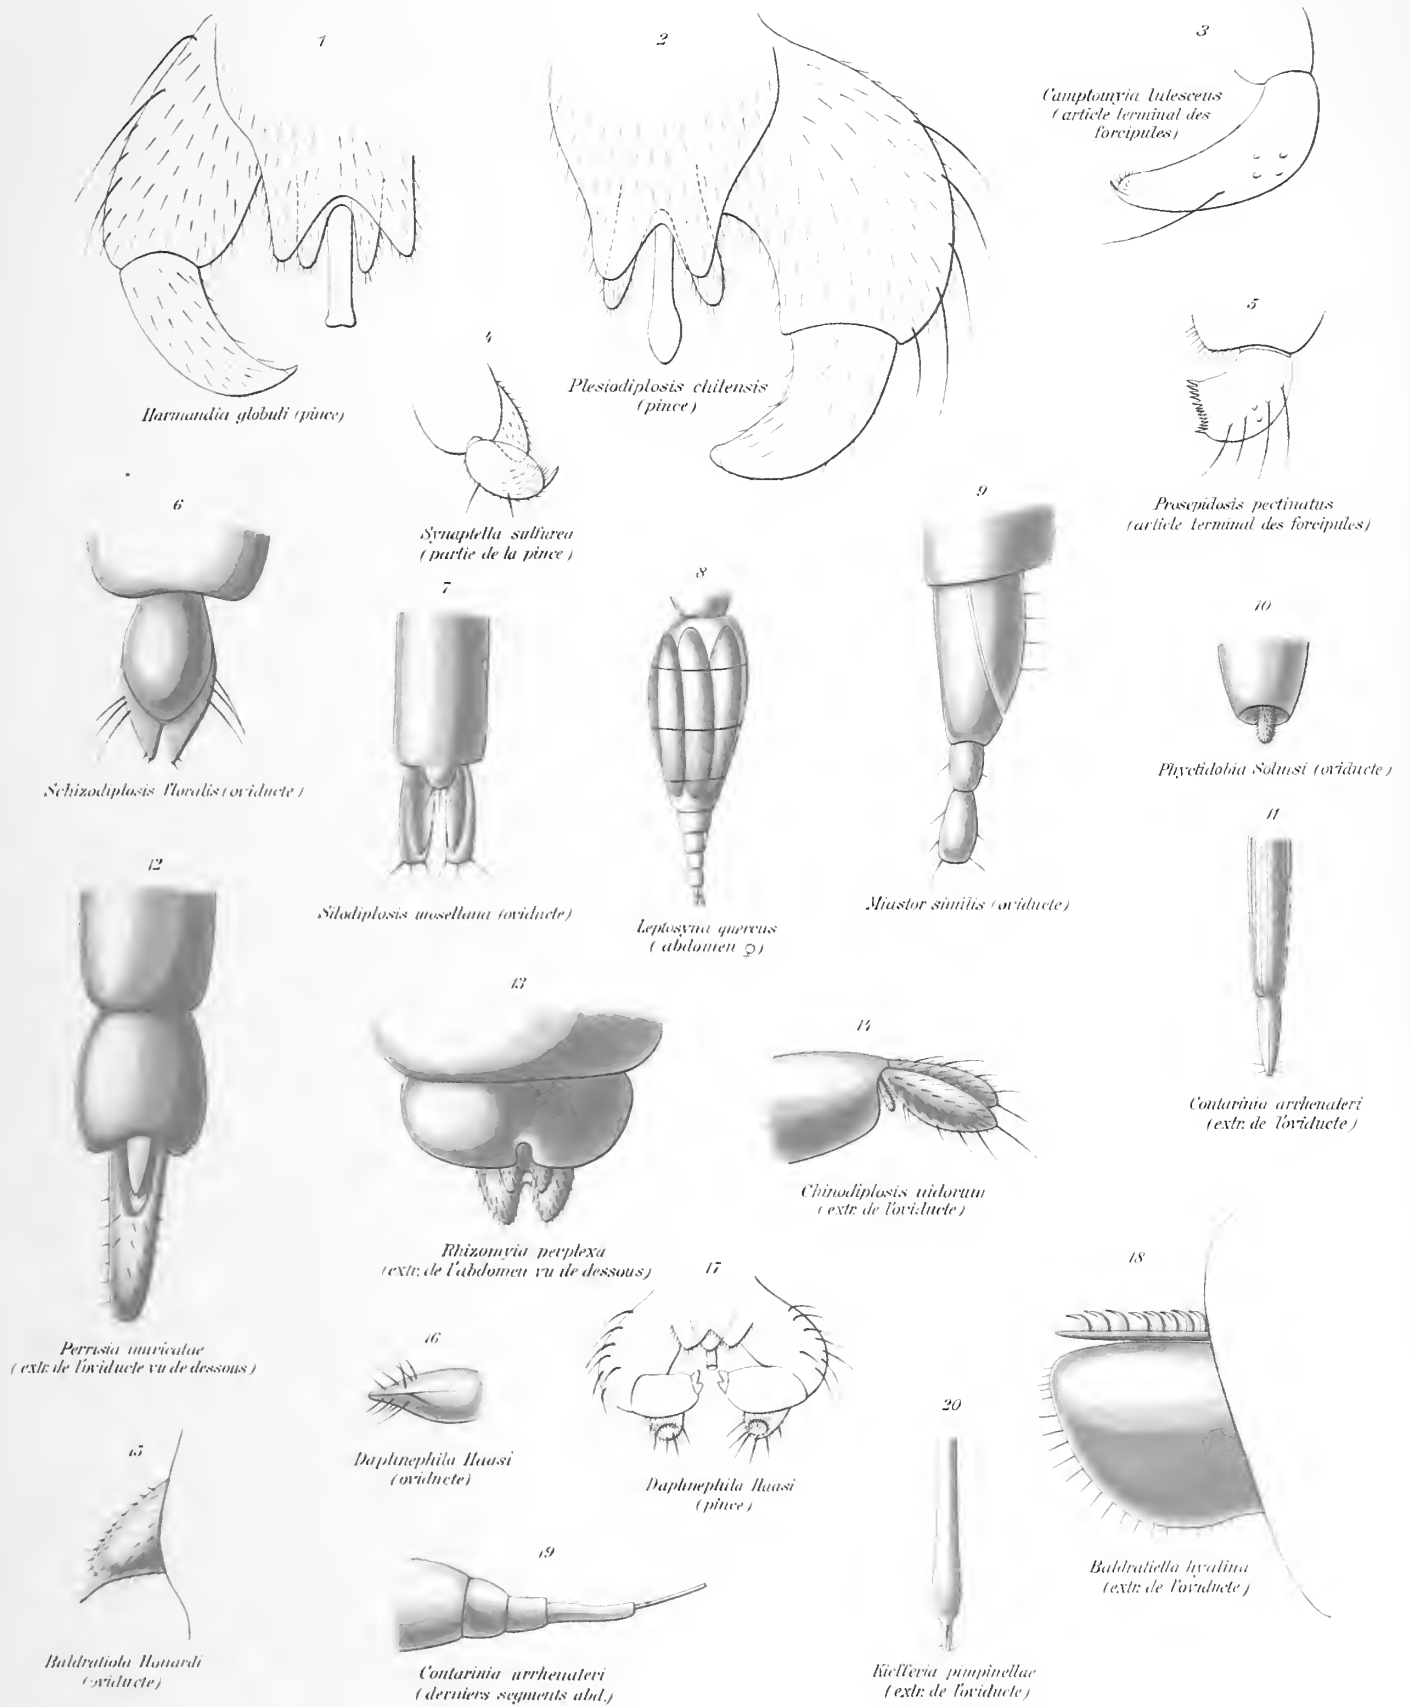 1
Harmandia globuli (pince)
2
Plesiodiplosis chilensis
(pince)
3
Camptomyia lutescens
(article terminal des
forcipules)
4
Synaptella sulfurea
(partie de la pince)
5
Prosepidosis pectinatus
(article terminal des forcipules)
6
Schizodiplosis floralis (oviducte)
7
Sitodiplosis mosellana (oviducte)
8
Leptosyna quercus
(abdomen ♀)
9
Miastor similis (oviducte)
10
Phyctidobia Solmsi (oviducte)
11
Contarinia arrhenateri
(extr. de l'oviducte)
12
Perrisia muricatae
(extr. de l'oviducte vu de dessous)
13
Rhizomyia perplexa
(extr. de l'abdomen vu de dessous)
14
Chinodiplosis nidorum
(extr. de l'oviducte)
15
Baldratiola Houardi
(oviducte)
16
Daphnephila Haasi
(oviducte)
17
Daphnephila Haasi
(pince)
18
Baldratiella hyalina
(extr. de l'oviducte)
19
Contarinia arrhenateri
(derniers segments abd.)
20
Kiefferia pimpinellae
(extr. de l'oviducte)